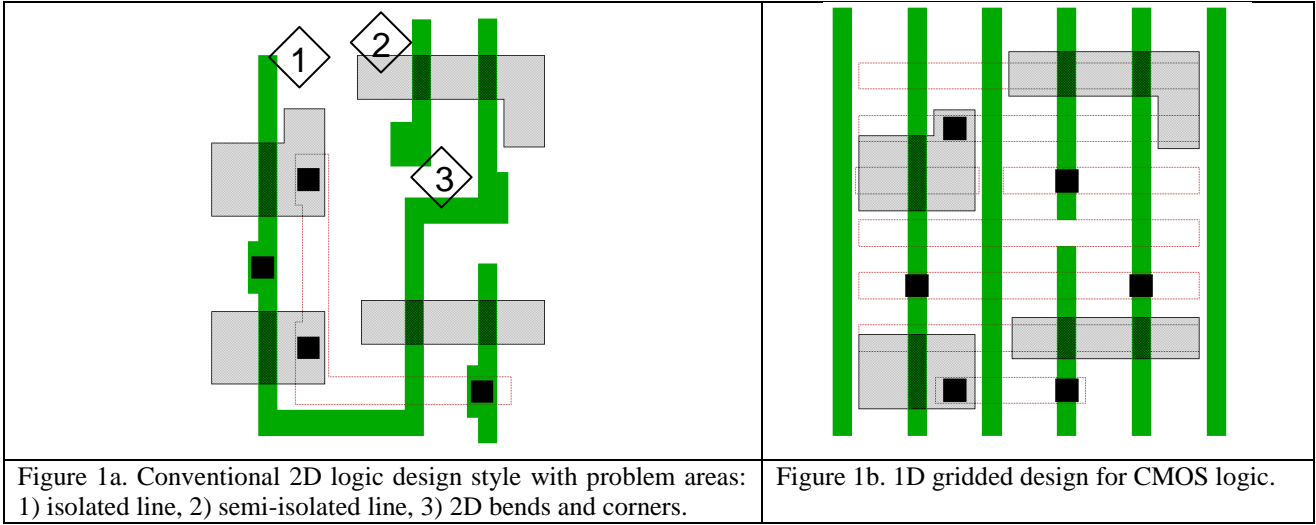 1
2
3
Figure 1a. Conventional 2D logic design style with problem areas:
1) isolated line, 2) semi-isolated line, 3) 2D bends and corners.
Figure 1b. 1D gridded design for CMOS logic.